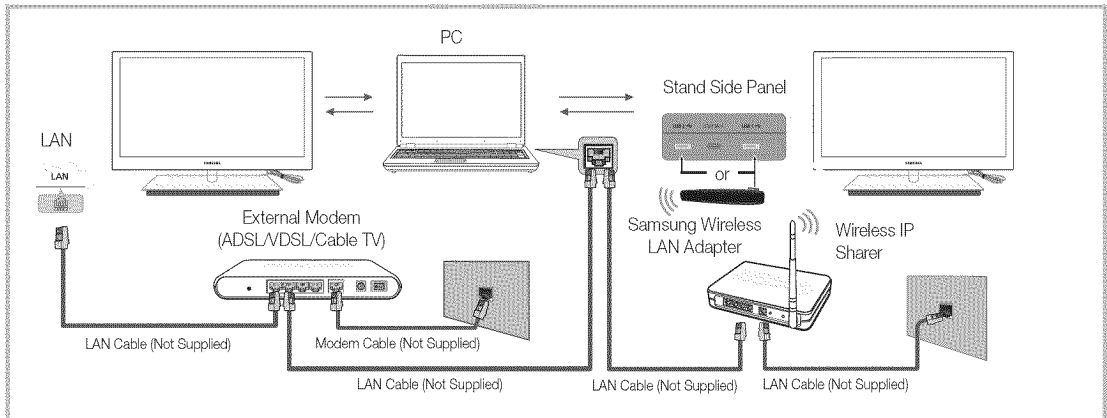 PC
Stand Side Panel
LAN
LAN
or
External Modem
(ADSL/VDSL/Cable TV)
Samsung Wireless
LAN Adapter
Wireless IP
Sharer
LAN Cable (Not Supplied)
Modem Cable (Not Supplied)
LAN Cable (Not Supplied)
LAN Cable (Not Supplied)
LAN Cable (Not Supplied)
SAMSUNG
SAMSUNG